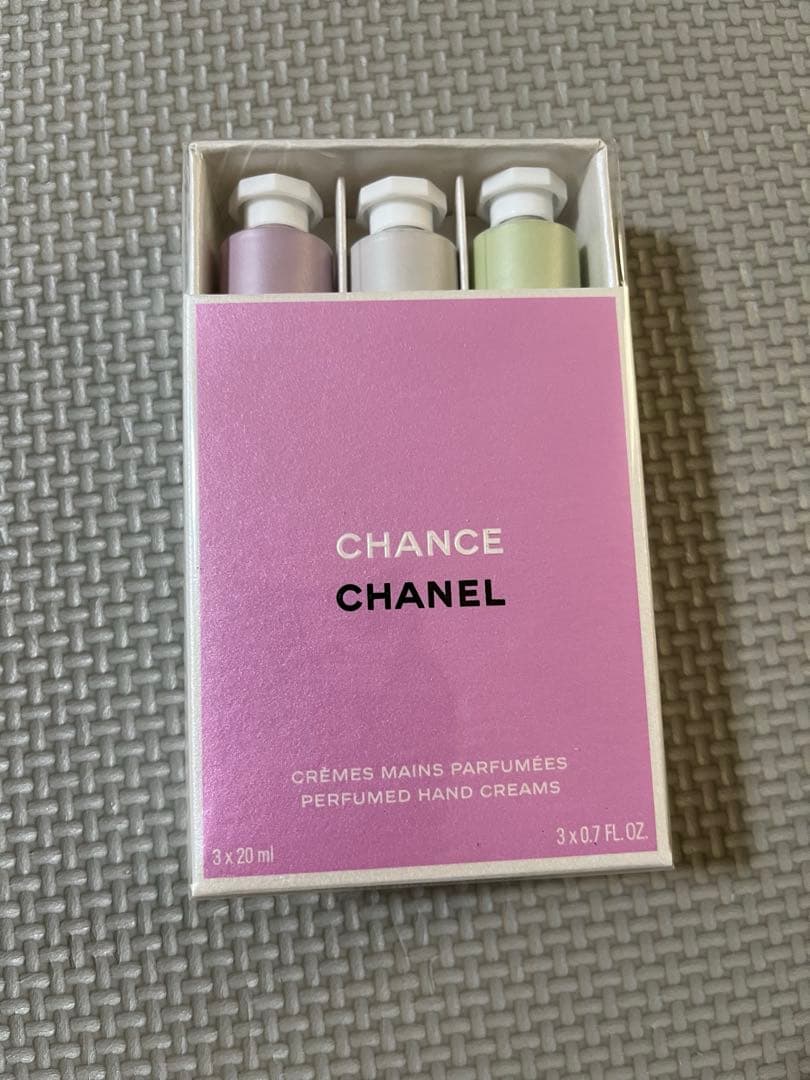 CHANCE
CHANEL
CRÈMES MAINS PARFUMÉES
PERFUMED HAND CREAMS
3 x 20 ml
3 x 0.7 FL. OZ.